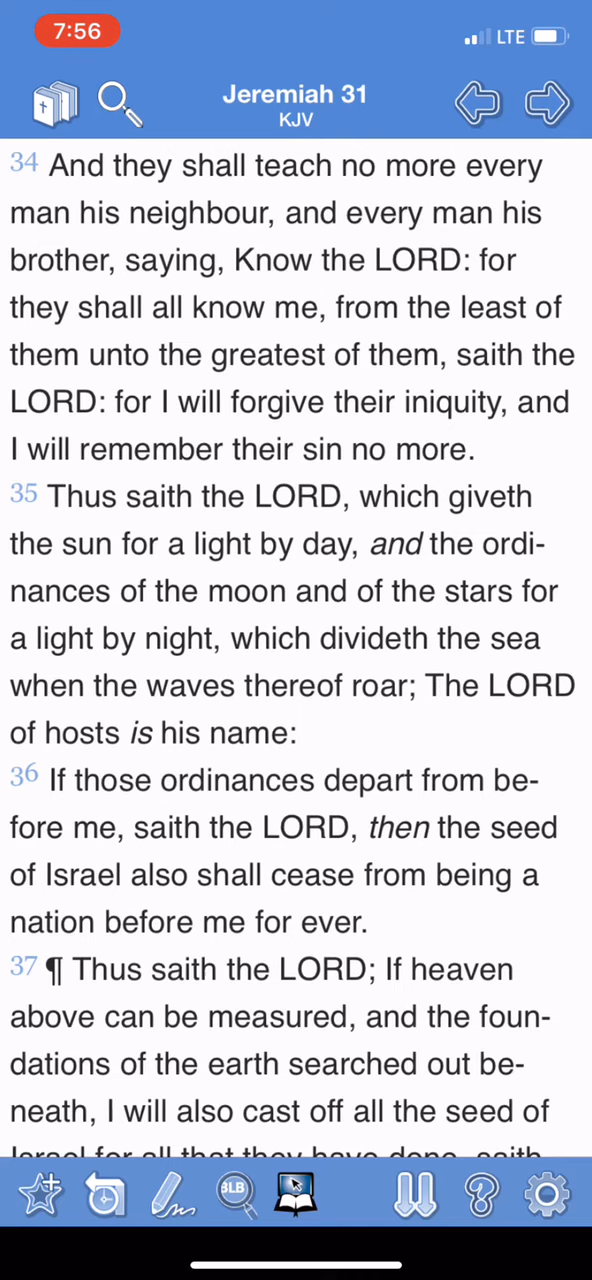 7:56
LTE
Jeremiah 31
KJV
34 And they shall teach no more every
man his neighbour, and every man his
brother, saying, Know the LORD: for
they shall all know me, from the least of
them unto the greatest of them, saith the
LORD: for I will forgive their iniquity, and
I will remember their sin no more.
35 Thus saith the LORD, which giveth
the sun for a light by day, and the ordi-
nances of the moon and of the stars for
a light by night, which divideth the sea
when the waves thereof roar; The LORD
of hosts is his name:
36 If those ordinances depart from be-
fore me, saith the LORD, then the seed
of Israel also shall cease from being a
nation before me for ever.
37 ¶ Thus saith the LORD; If heaven
above can be measured, and the foun-
dations of the earth searched out be-
neath, I will also cast off all the seed of
Israel for all that they have done, saith
BLB